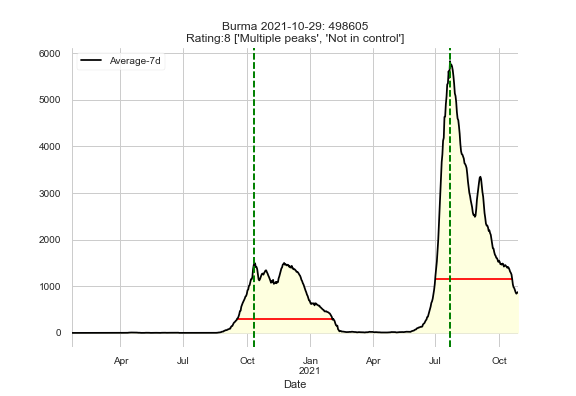 Burma 2021-10-29: 498605
Rating:8 ['Multiple peaks', 'Not in control']
Average-7d
6000
5000
4000
3000
2000
1000
0
Apr Jul Oct Jan Apr Jul Oct
2021
Date